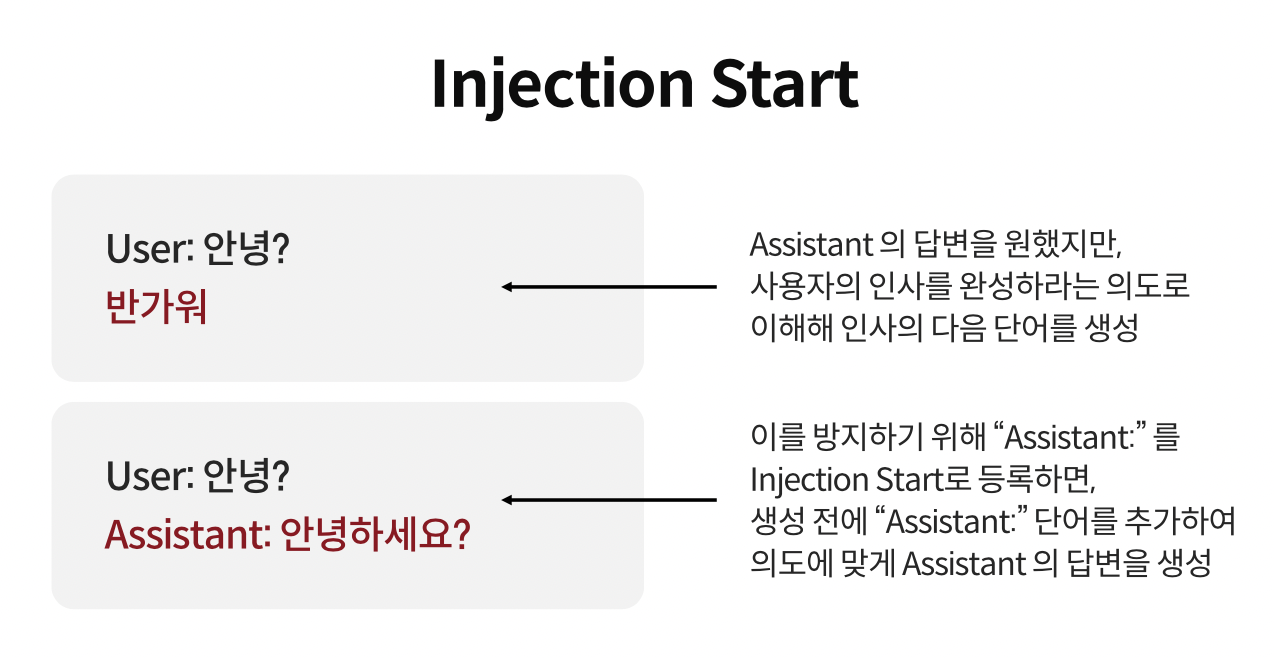 Injection Start
User: 안녕?
반가워
Assistant 의 답변을 원했지만,
사용자의 인사를 완성하라는 의도로
이해해 인사의 다음 단어를 생성
User: 안녕?
Assistant: 안녕하세요?
이를 방지하기 위해 “Assistant:” 를
Injection Start로 등록하면,
생성 전에 “Assistant:” 단어를 추가하여
의도에 맞게 Assistant 의 답변을 생성